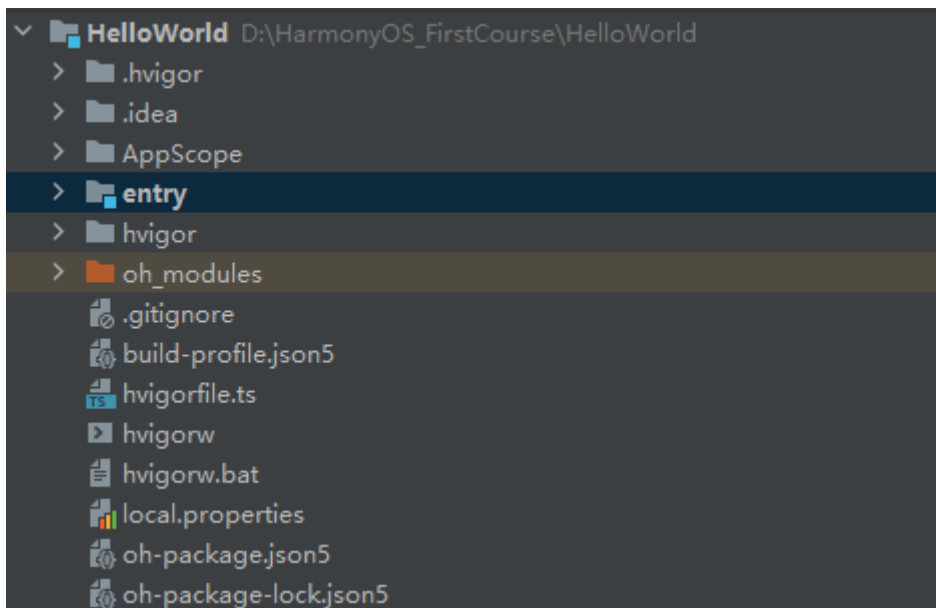 HelloWorld D:\HarmonyOS_FirstCourse\HelloWorld
.hvigor
.idea
AppScope
entry
hvigor
oh_modules
.gitignore
build-profile.json5
hvigorfile.ts
hvigorw
hvigorw.bat
local.properties
oh-package.json5
oh-package-lock.json5